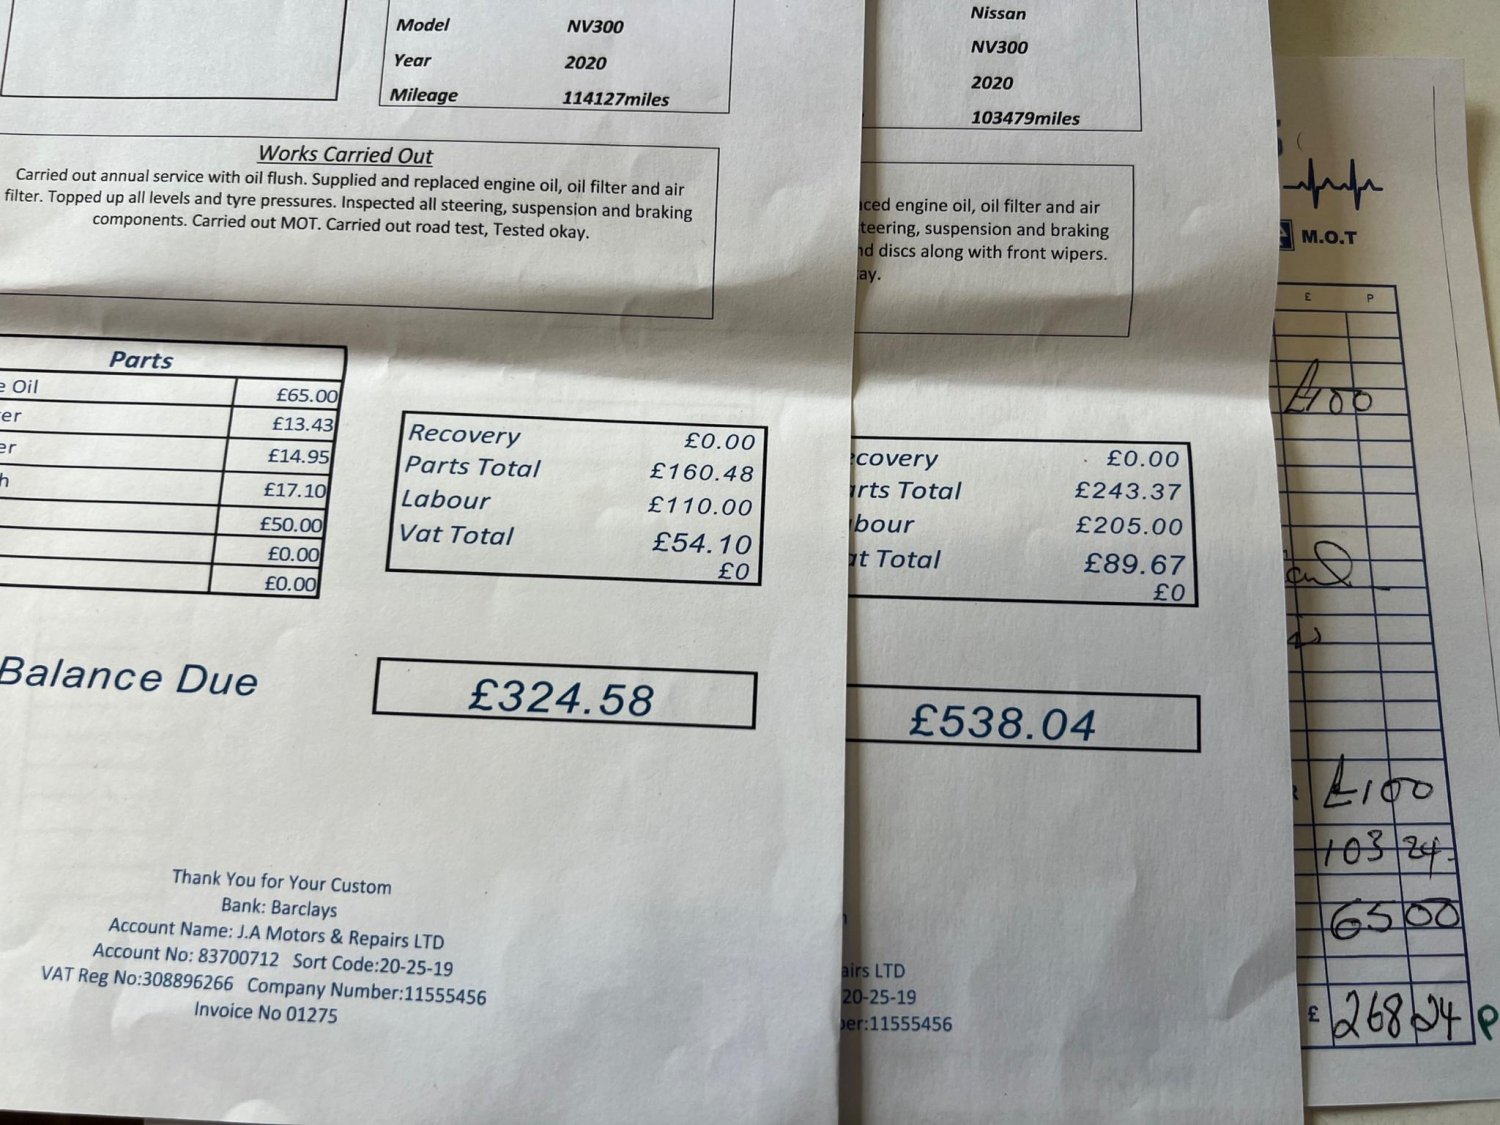 Model NV300
Year 2020
Mileage 114127miles
Works Carried Out
Carried out annual service with oil flush. Supplied and replaced engine oil, oil filter and air
filter. Topped up all levels and tyre pressures. Inspected all steering, suspension and braking
components. Carried out MOT. Carried out road test, Tested okay.
Parts
e Oil £65.00
er £13.43
er £14.95
h £17.10
£50.00
£0.00
£0.00
Recovery £0.00
Parts Total £160.48
Labour £110.00
Vat Total £54.10
£0
Balance Due £324.58
Thank You for Your Custom
Bank: Barclays
Account Name: J.A Motors & Repairs LTD
Account No: 83700712 Sort Code:20-25-19
VAT Reg No:308896266 Company Number:11555456
Invoice No 01275
Nissan
NV300
2020
103479miles
ced engine oil, oil filter and air
teering, suspension and braking
nd discs along with front wipers.
ay.
covery £0.00
rts Total £243.37
bour £205.00
at Total £89.67
£0
£538.04
airs LTD
20-25-19
er:11555456
M.O.T
£ P
£100
£100
103 24
65 00
£ 268 24 P